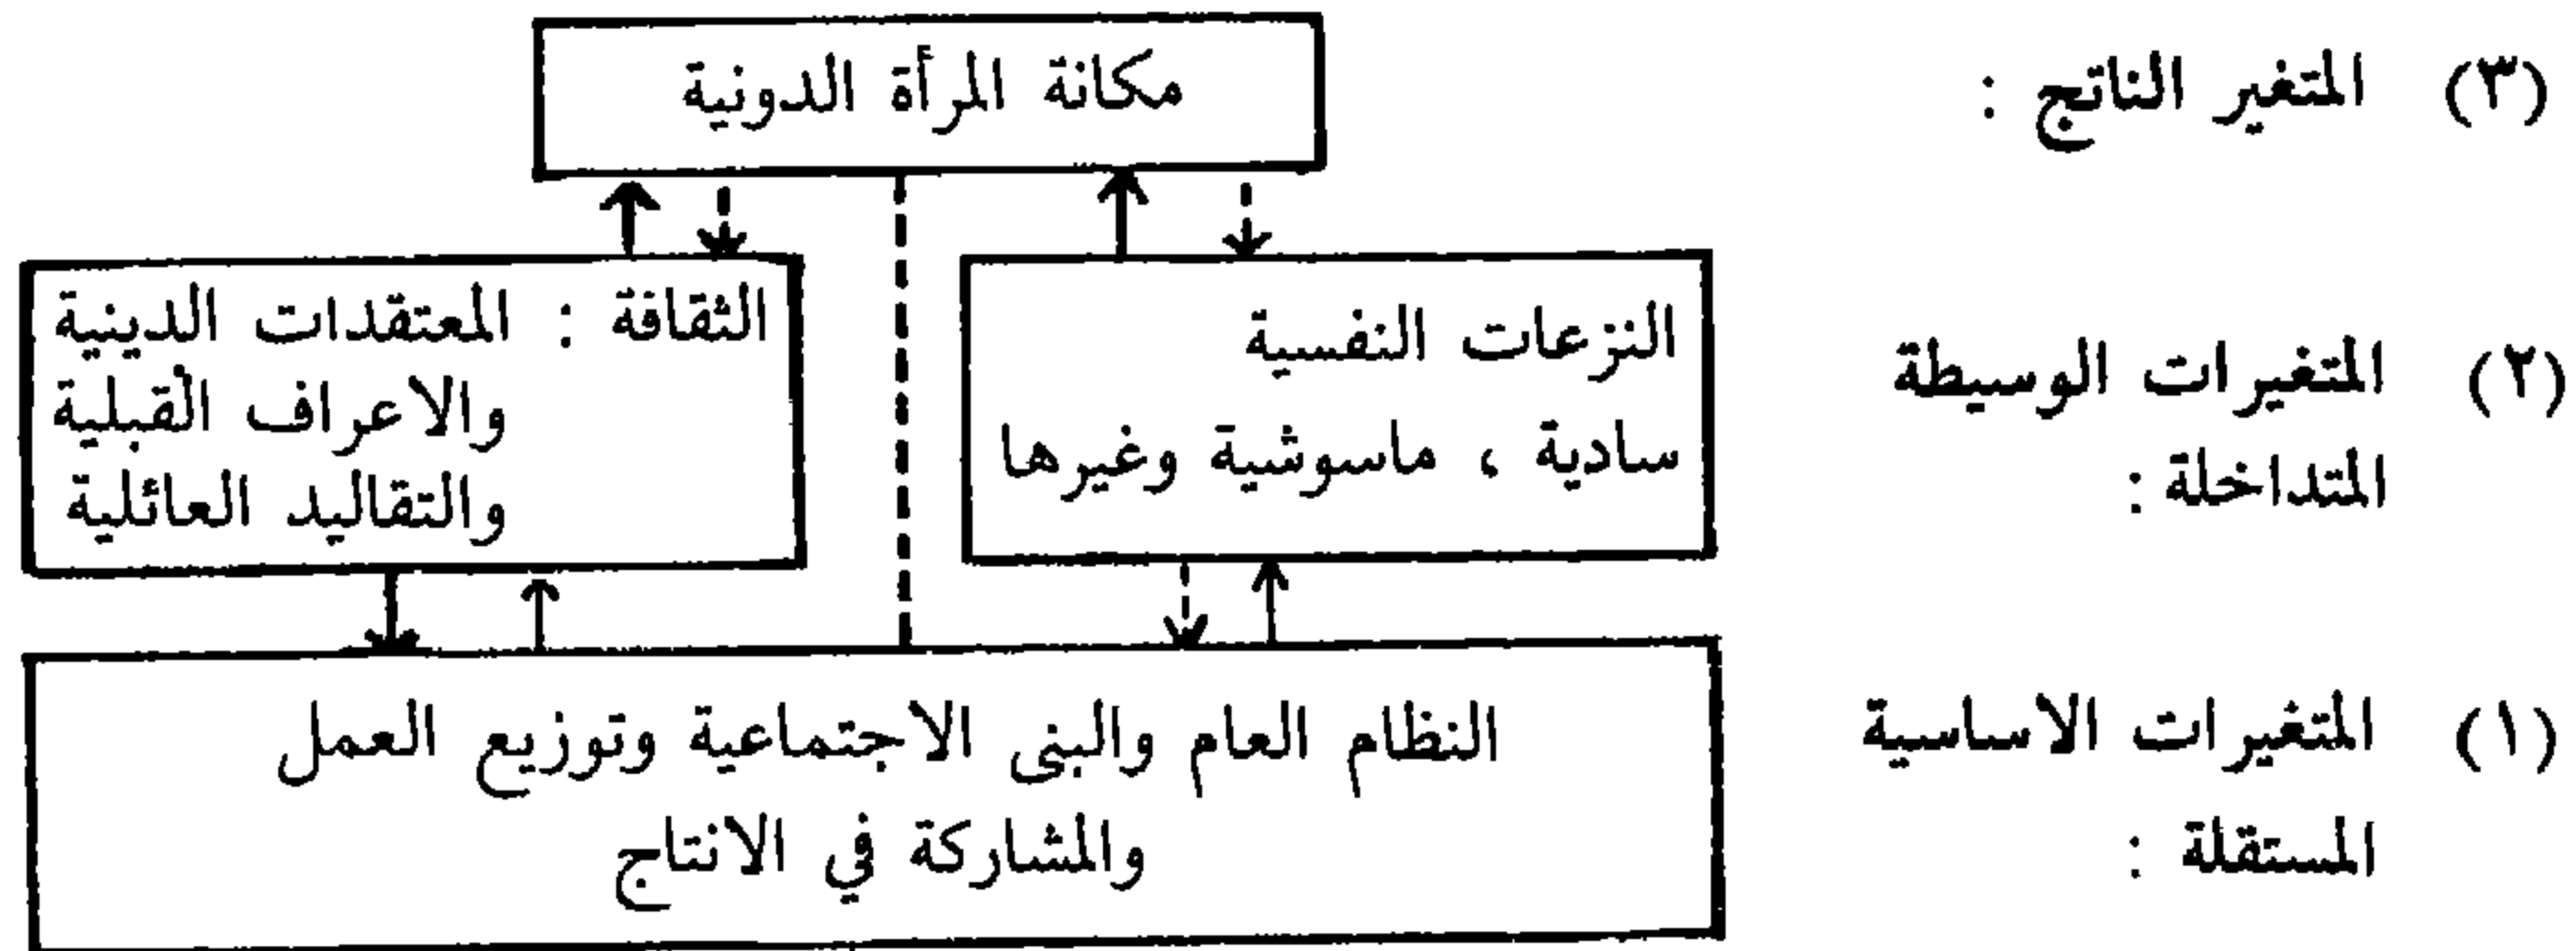 (٣) المتغير الناتج :
مكانة المرأة الدونية
(٢) المتغيرات الوسيطة
المتداخلة :
النزعات النفسية
سادية ، ماسوشية وغيرها
الثقافة : المعتقدات الدينية
والاعراف القبلية
والتقاليد العائلية
(١) المتغيرات الاساسية
المستقلة :
النظام العام والبنى الاجتماعية وتوزيع العمل
والمشاركة في الانتاج